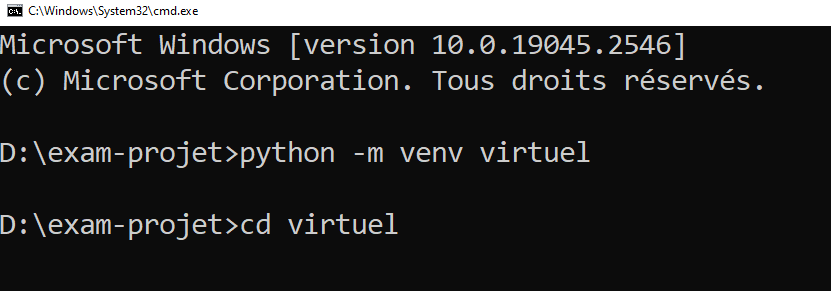 C:\Windows\System32\cmd.exe
Microsoft Windows [version 10.0.19045.2546]
(c) Microsoft Corporation. Tous droits réservés.
D:\exam-projet>python -m venv virtuel
D:\exam-projet>cd virtuel